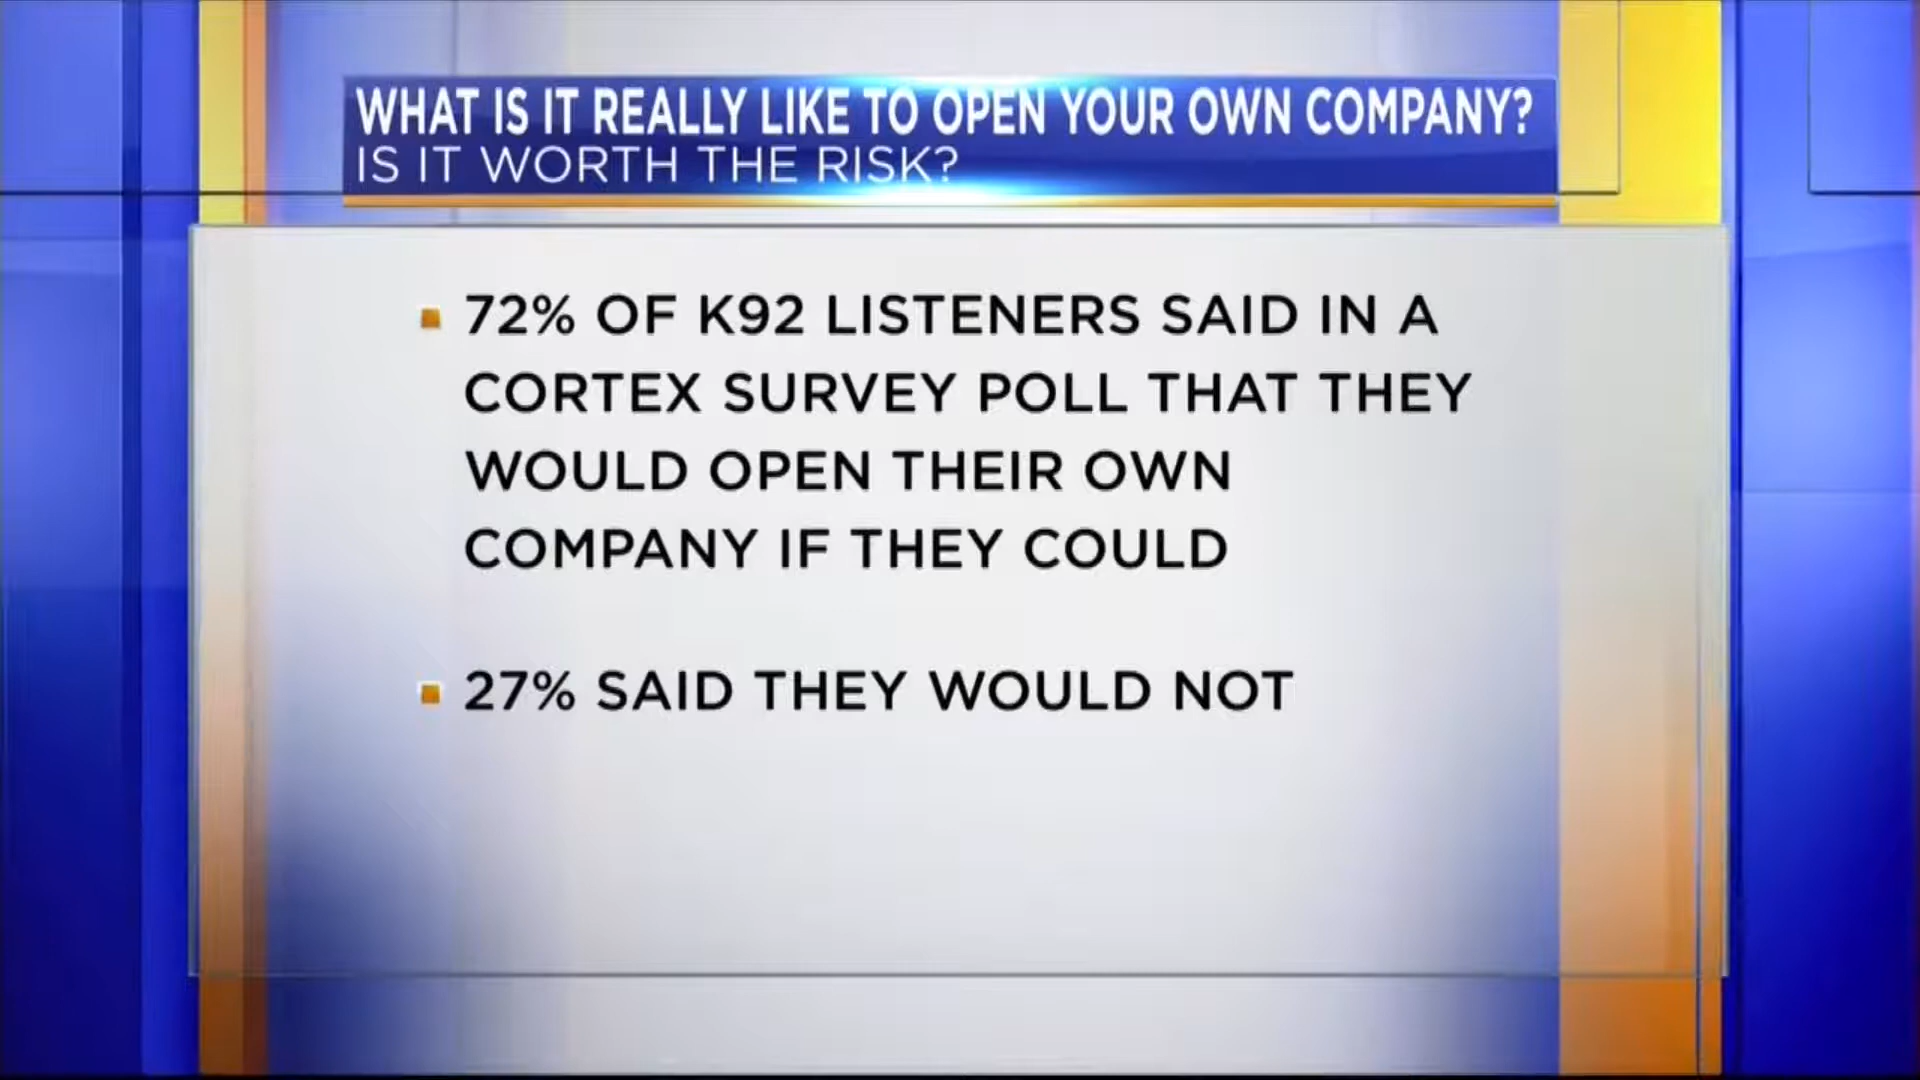 WHAT IS IT REALLY LIKE TO OPEN YOUR OWN COMPANY?
IS IT WORTH THE RISK?
72% OF K92 LISTENERS SAID IN A
CORTEX SURVEY POLL THAT THEY
WOULD OPEN THEIR OWN
COMPANY IF THEY COULD
27% SAID THEY WOULD NOT